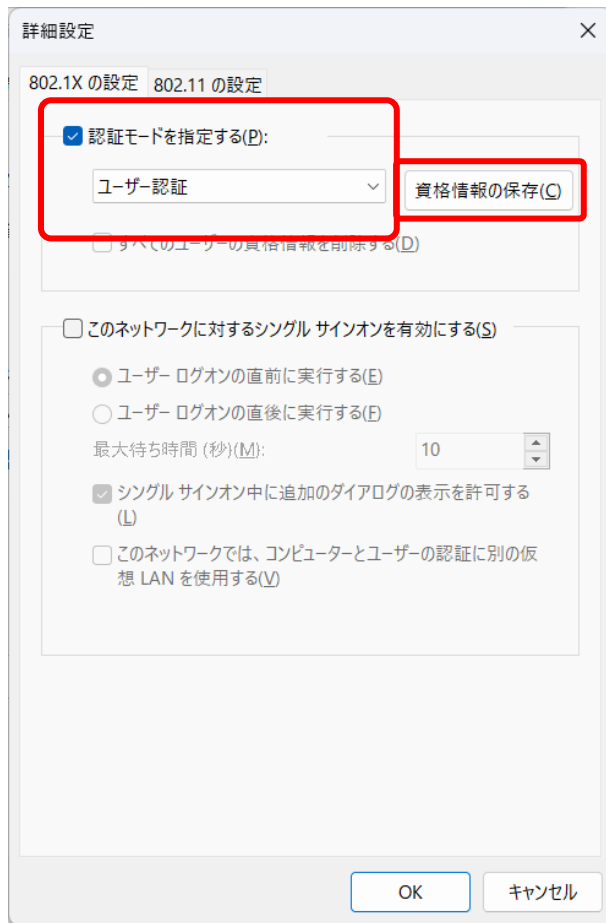 詳細設定
802.1X の設定 802.11 の設定
認証モードを指定する(P):
ユーザー認証
資格情報の保存(C)
すべてのユーザーの資格情報を削除する(D)
このネットワークに対するシングル サインオンを有効にする(S)
ユーザー ログオンの直前に実行する(E)
ユーザー ログオンの直後に実行する(F)
最大待ち時間 (秒)(M): 10
シングル サインオン中に追加のダイアログの表示を許可する
(L)
このネットワークでは、コンピューターとユーザーの認証に別の仮
想 LAN を使用する(V)
OK キャンセル